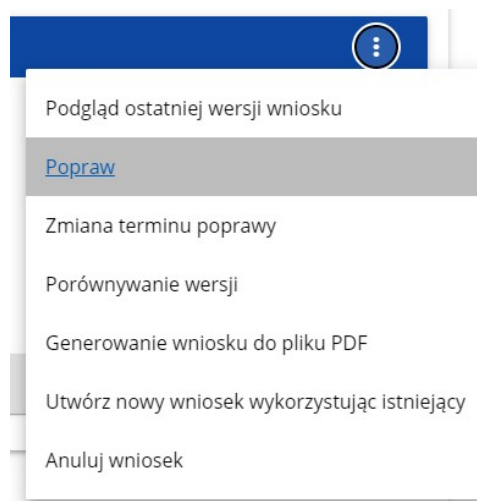 Podgląd ostatniej wersji wniosku
Popraw
Zmiana terminu poprawy
Porównywanie wersji
Generowanie wniosku do pliku PDF
Utwórz nowy wniosek wykorzystując istniejący
Anuluj wniosek